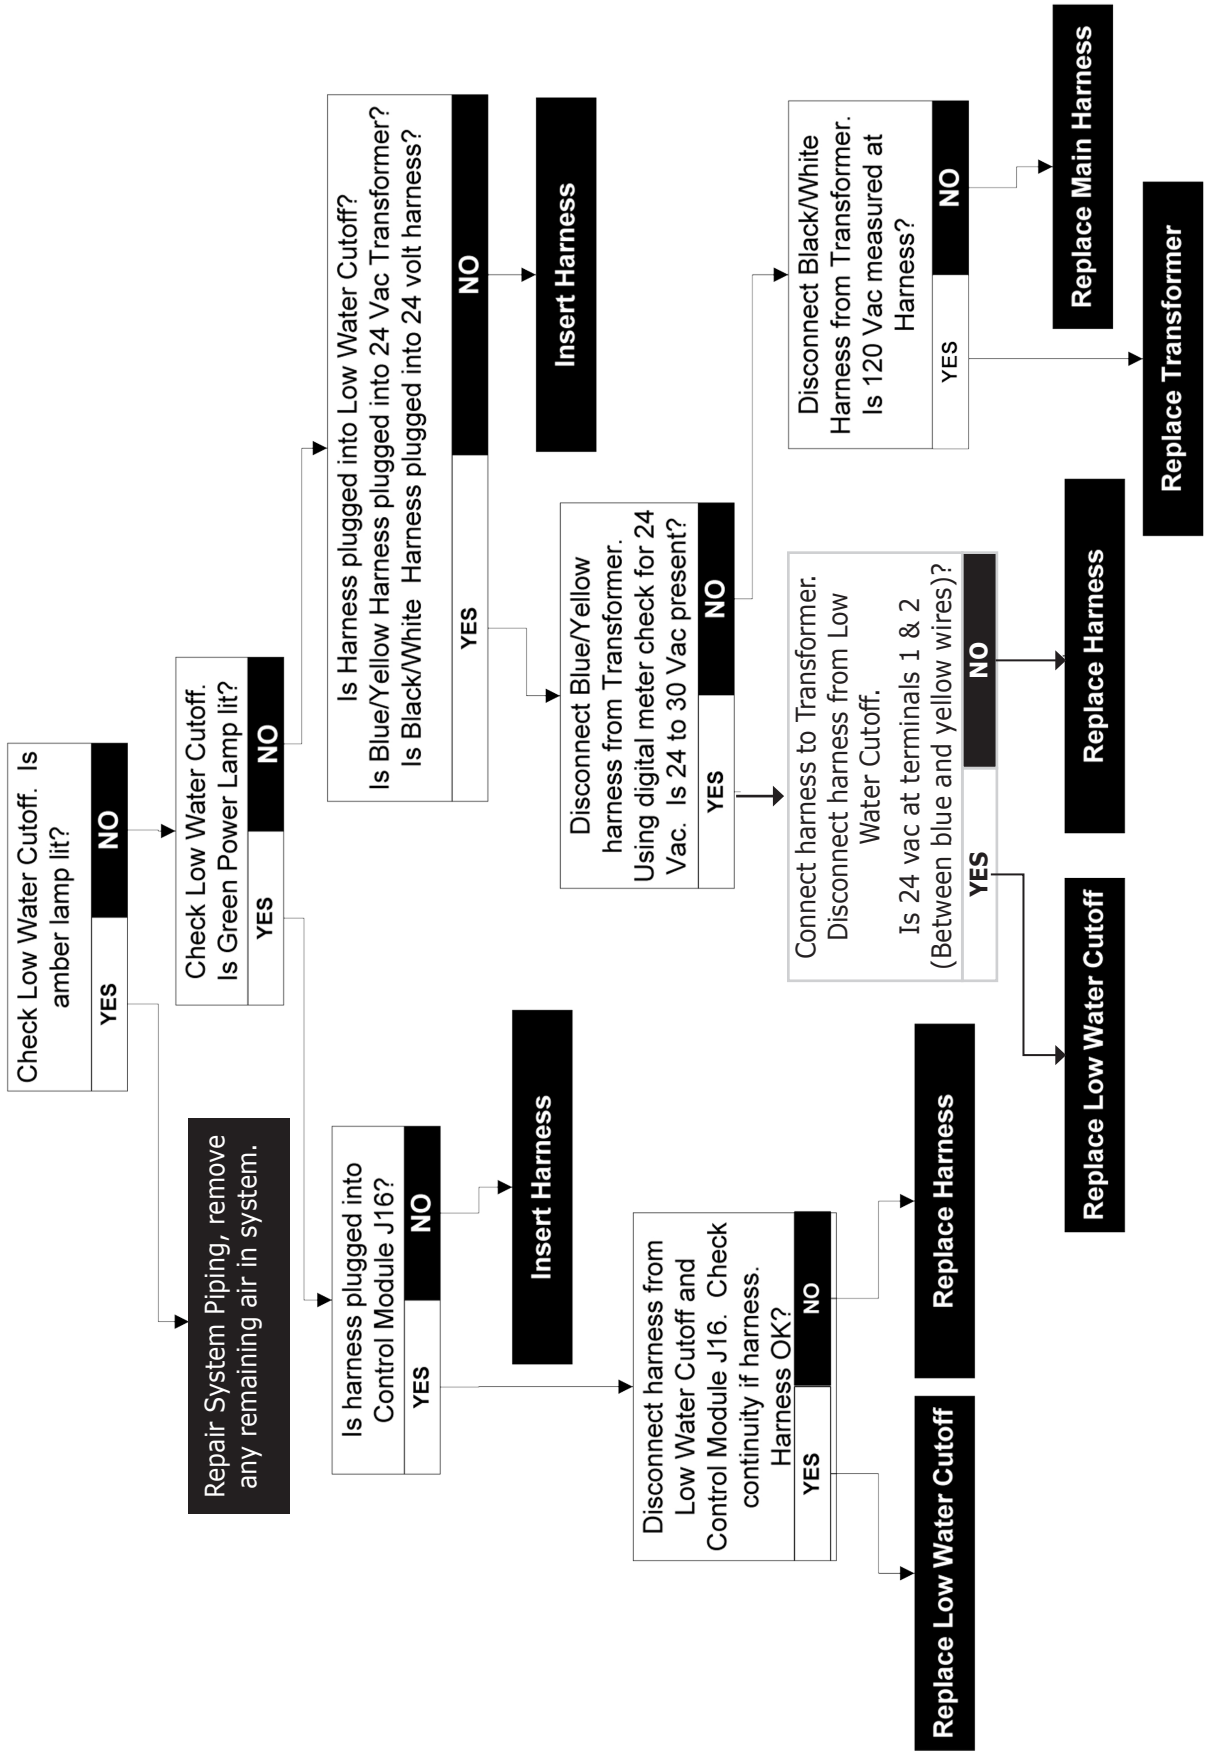 Check Low Water Cutoff.  Is
amber lamp lit?
YES
NO
Repair System Piping, remove
any remaining air in system.
Check Low Water Cutoff.
Is Green Power Lamp lit?
YES
NO
Is harness plugged into
Control Module J16?
YES
NO
Insert Harness
Disconnect harness from
Low Water Cutoff and
Control Module J16.  Check
continuity if harness.
Harness OK?
YES
NO
Replace Low Water Cutoff
Replace Harness
Is Harness plugged into Low Water Cutoff?
Is Blue/Yellow Harness plugged into 24 Vac Transformer?
Is Black/White  Harness plugged into 24 volt harness?
YES
NO
Insert Harness
Disconnect Blue/Yellow
harness from Transformer.
Using digital meter check for 24
Vac.  Is 24 to 30 Vac present?
YES
NO
Connect harness to Transformer.
Disconnect harness from Low
Water Cutoff.
Is 24 vac at terminals 1 & 2
(Between blue and yellow wires)?
YES
NO
Replace Low Water Cutoff
Replace Harness
Disconnect Black/White
Harness from Transformer.
Is 120 Vac measured at
Harness?
YES
NO
Replace Transformer
Replace Main Harness